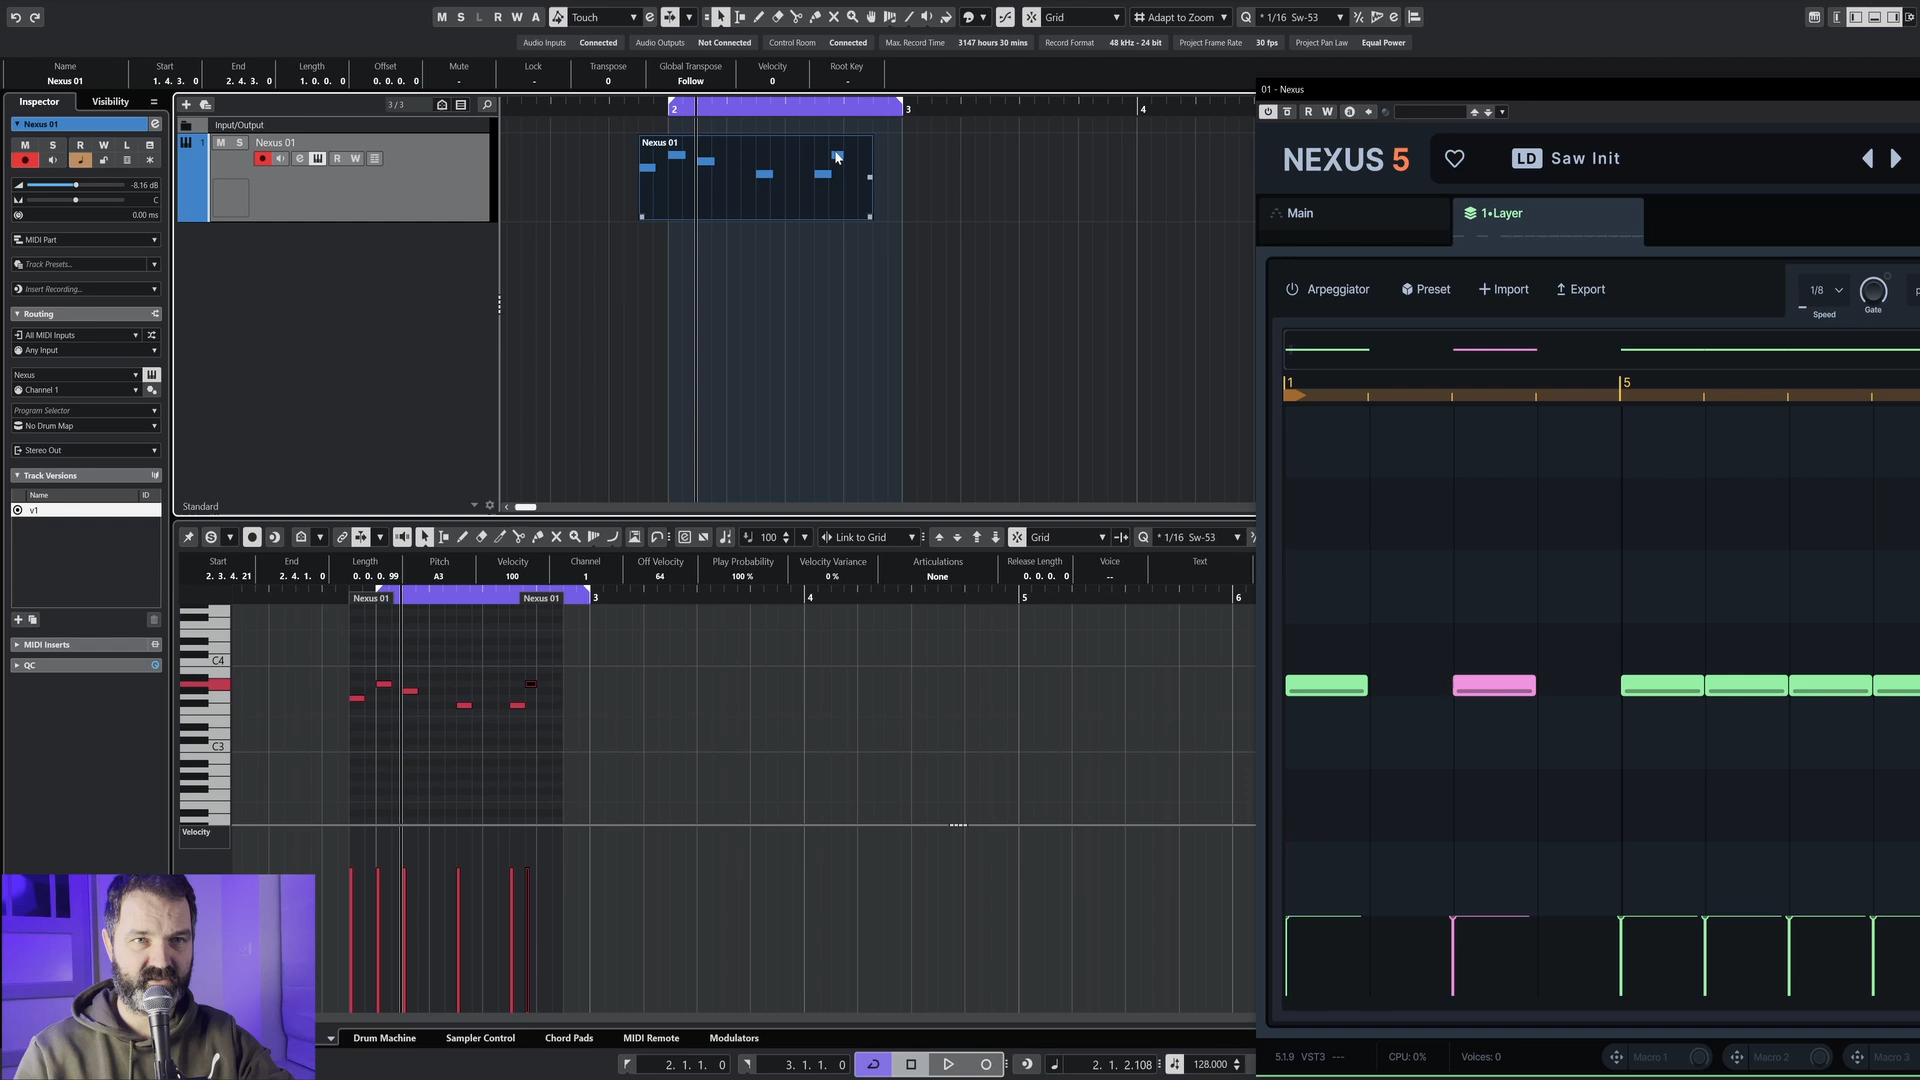 M S L R W A Touch Grid Adapt to Zoom Q * 1/16 Sw-53
Audio Inputs Connected Audio Outputs Not Connected Control Room Connected Max. Record Time 3147 hours 30 mins Record Format 48 kHz - 24 bit Project Frame Rate 30 fps Project Pan Law Equal Power
Name Start End Length Offset Mute Lock Transpose Global Transpose Velocity Root Key
Nexus 01 1. 4. 3. 0 2. 4. 3. 0 1. 0. 0. 0 0. 0. 0. 0 - - 0 Follow 0 -
Inspector Visibility
Nexus 01
M S R W L
-8.16 dB
C
0.00 ms
MIDI Part
Track Presets...
Insert Recording...
Routing
All MIDI Inputs
Any Input
Nexus
Channel 1
Program Selector
No Drum Map
Stereo Out
Track Versions
Name ID
v1
MIDI Inserts
QC
3 / 3
Input/Output
1 M S Nexus 01
R W
Standard
2 3 4
Nexus 01
100 Link to Grid Grid Q * 1/16 Sw-53
Start End Length Pitch Velocity Channel Off Velocity Play Probability Velocity Variance Articulations Release Length Voice Text
2. 3. 4. 21 2. 4. 1. 0 0. 0. 0. 99 A3 100 1 64 100 % 0 % None 0. 0. 0. 0 --
Nexus 01 Nexus 01 3 4 5 6
C4
C3
Velocity
Drum Machine Sampler Control Chord Pads MIDI Remote Modulators
2. 1. 1. 0 3. 1. 1. 0 2. 1. 2.108 128.000
01 - Nexus
R W
NEXUS 5 LD Saw Init
Main 1•Layer
Arpeggiator Preset Import Export 1/8
Speed Gate
1 5
5.1.9 VST3 --- CPU: 0% Voices: 0 Macro 1 Macro 2 Macro 3